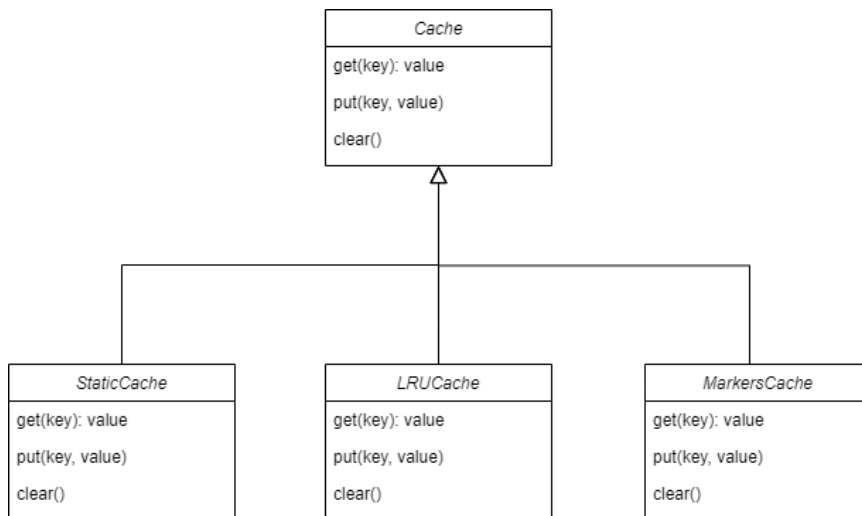 Cache
get(key): value
put(key, value)
clear()
StaticCache
get(key): value
put(key, value)
clear()
LRUCache
get(key): value
put(key, value)
clear()
MarkersCache
get(key): value
put(key, value)
clear()